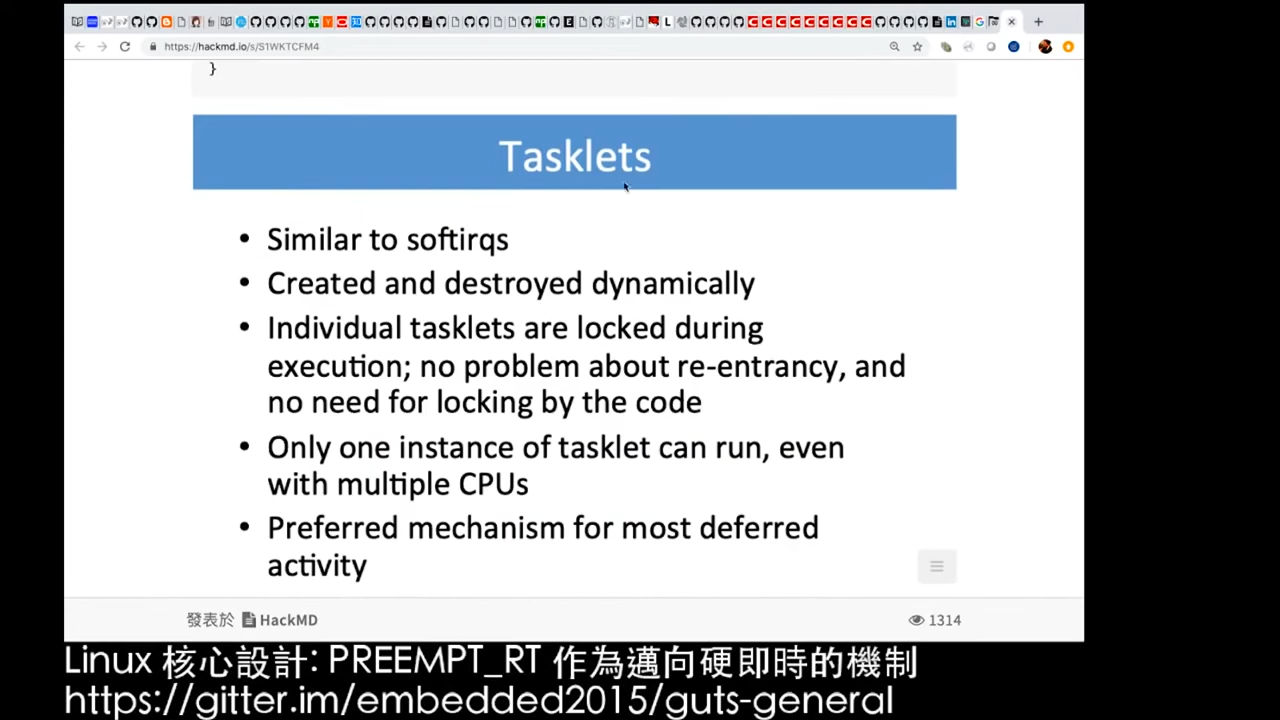 https://hackmd.io/s/S1WKTCFM4
}
Tasklets
• Similar to softirqs
• Created and destroyed dynamically
• Individual tasklets are locked during
execution; no problem about re-entrancy, and
no need for locking by the code
• Only one instance of tasklet can run, even
with multiple CPUs
• Preferred mechanism for most deferred
activity
發表於 HackMD 1314
Linux 核心設計: PREEMPT_RT 作為邁向硬即時的機制
https://gitter.im/embedded2015/guts-general